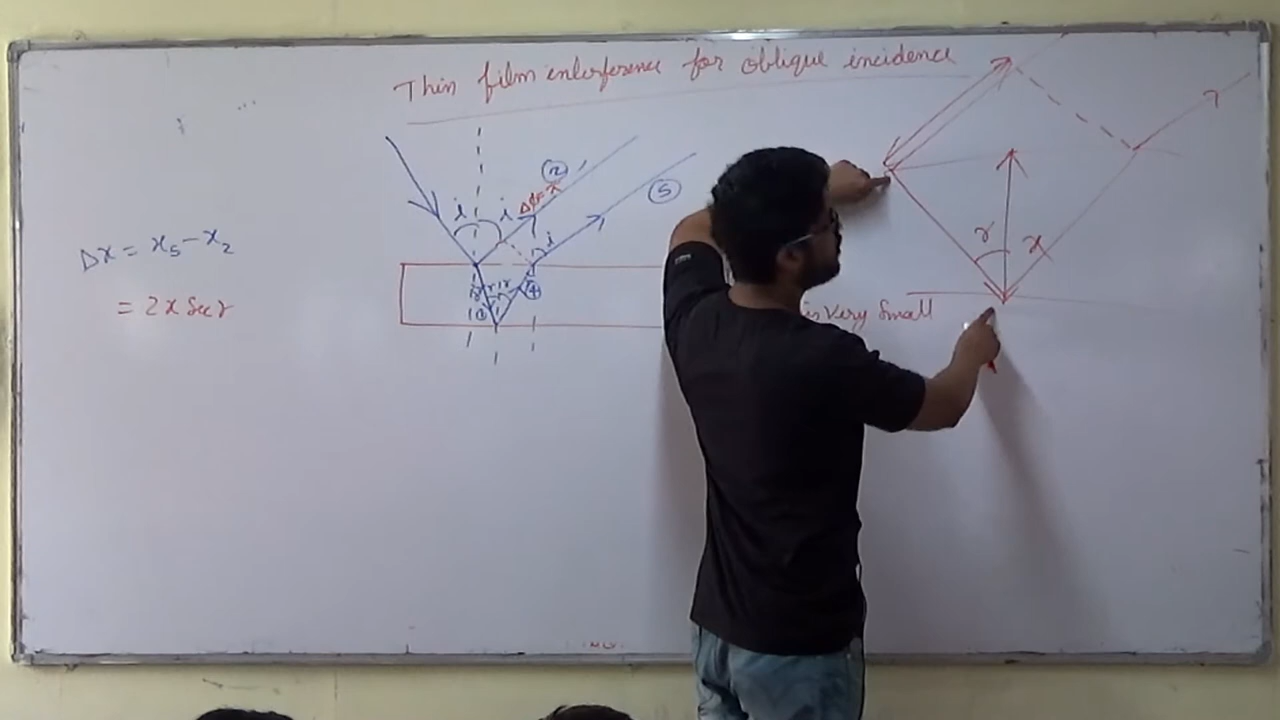 Thin film interference for oblique incidence
i i 2 Δφ=π
5
i
Δx = x₅ - x₂
= 2x Sec r
r r
4
is very Small
r x